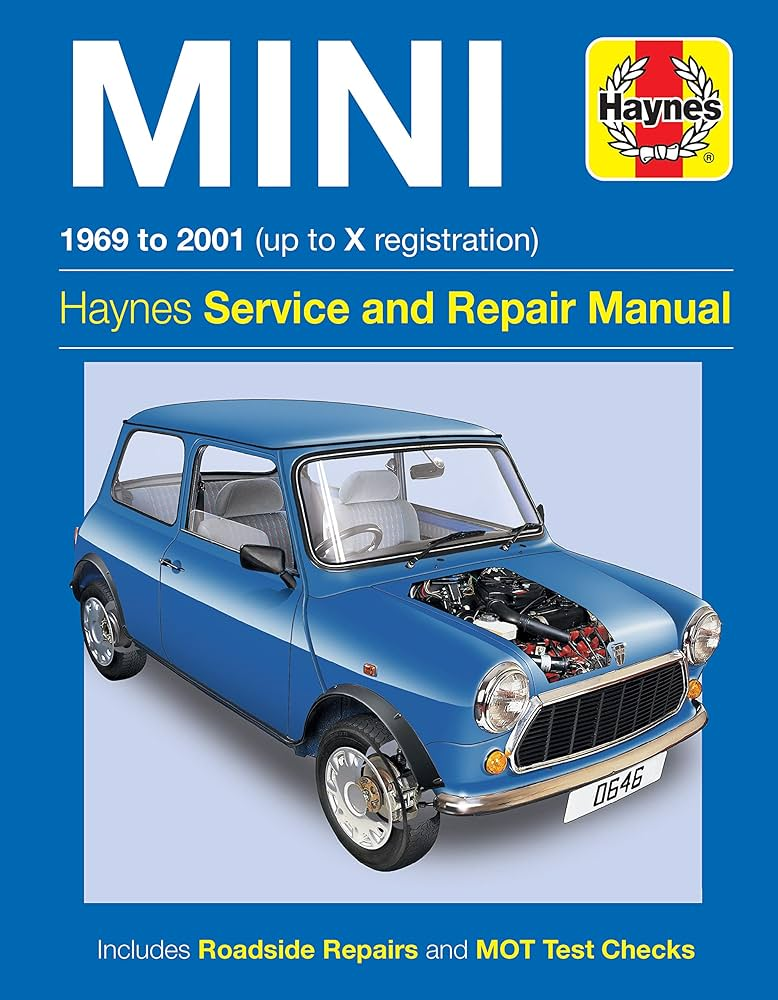 MINI
Haynes
®
1969 to 2001 (up to X registration)
Haynes Service and Repair Manual
0646
Includes Roadside Repairs and MOT Test Checks